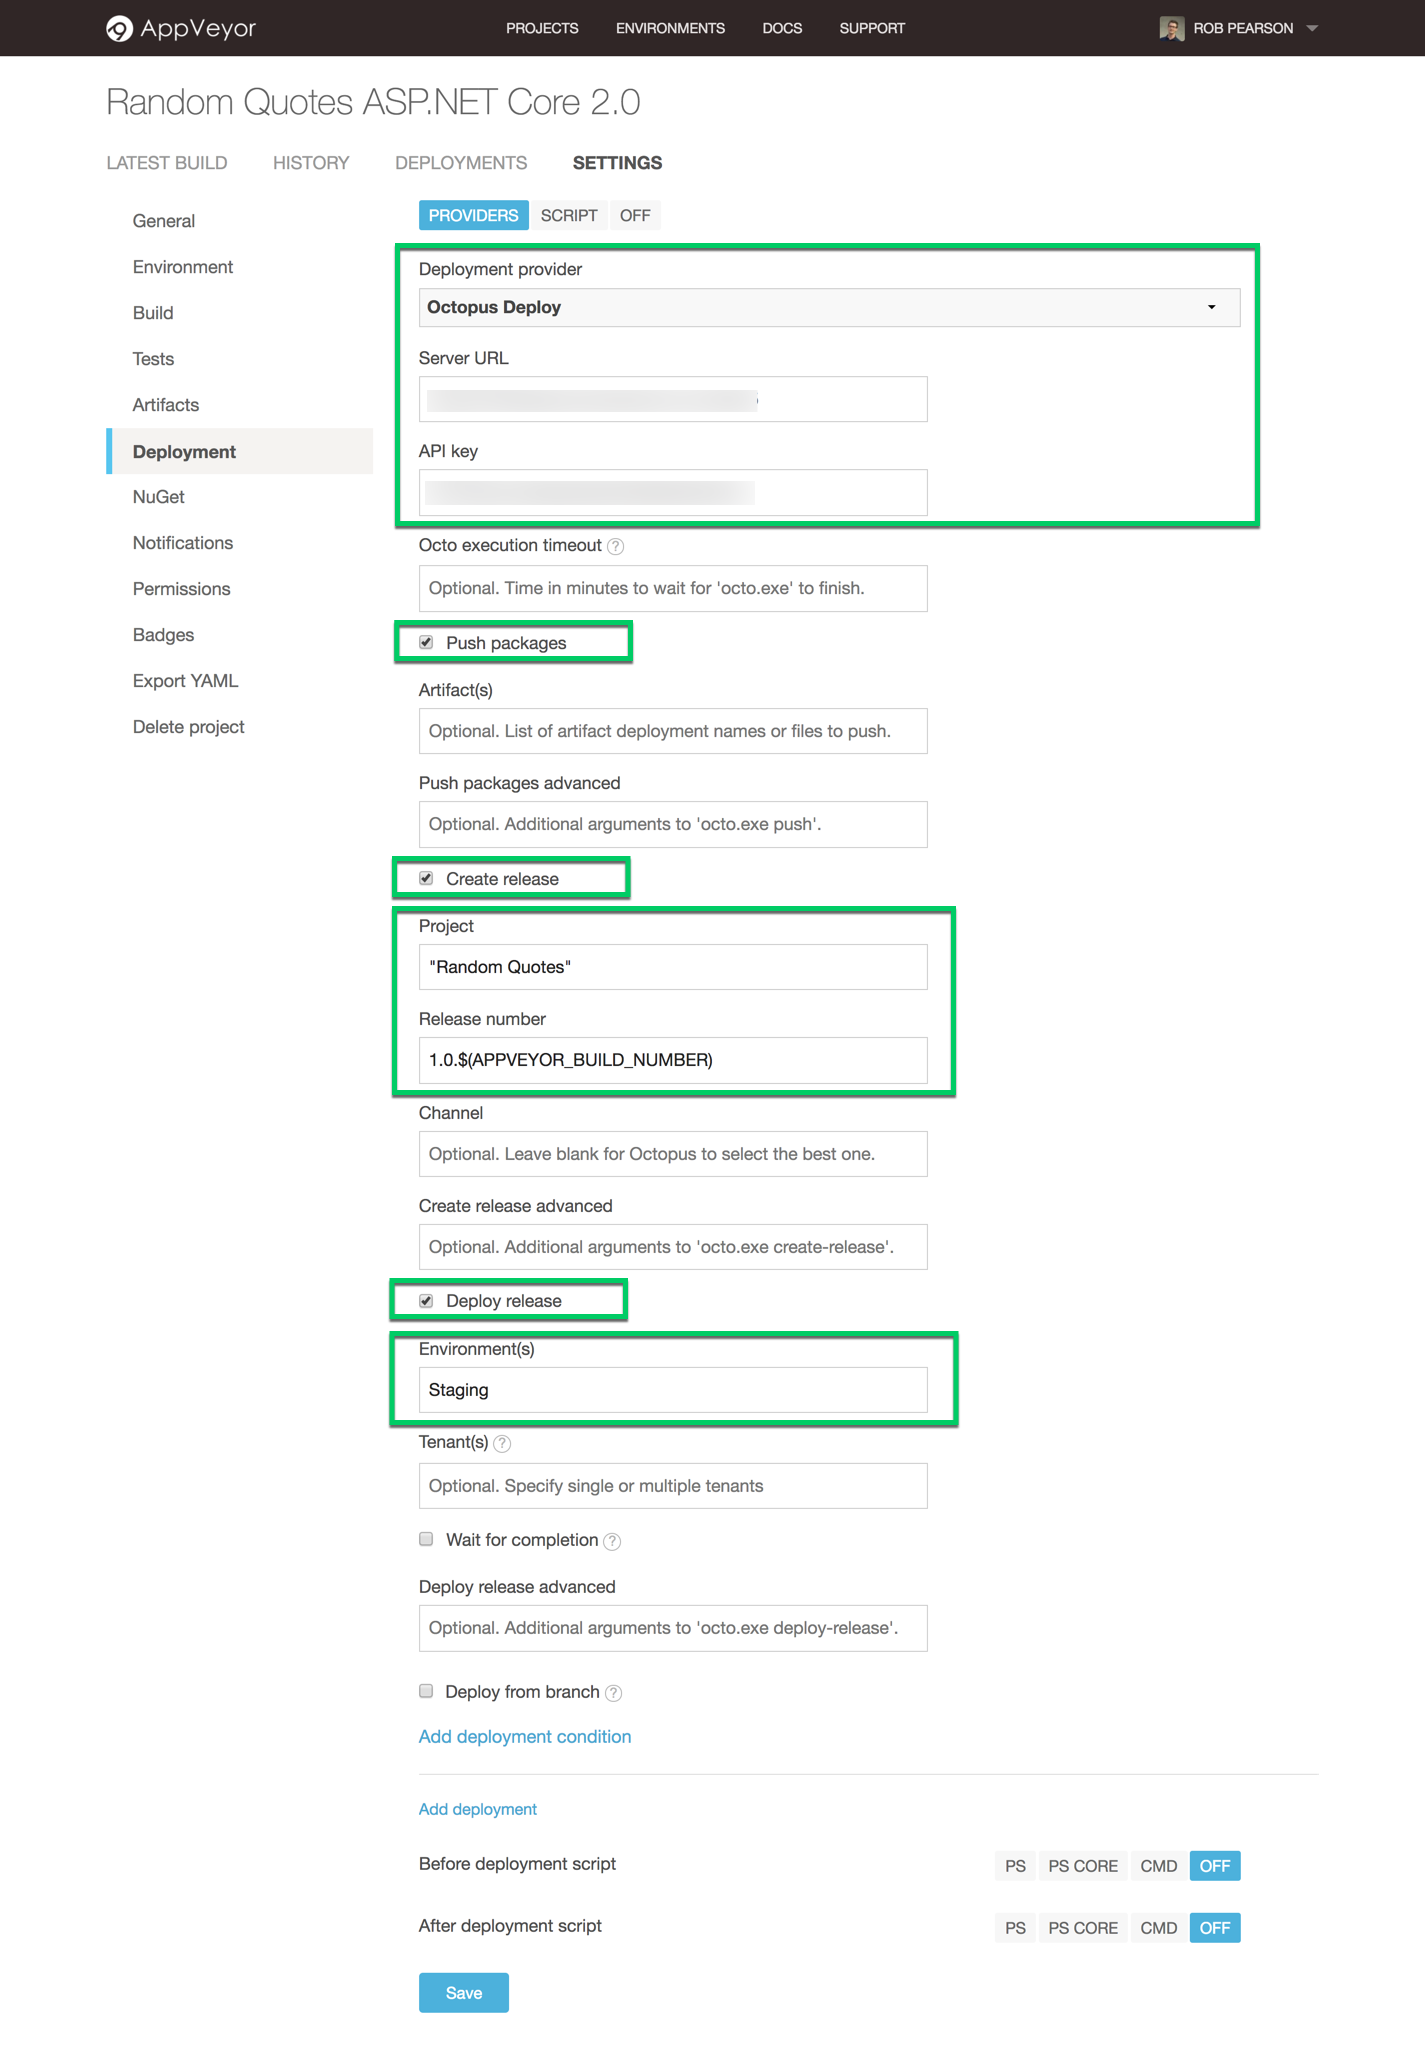 AppVeyor PROJECTS ENVIRONMENTS DOCS SUPPORT ROB PEARSON
Random Quotes ASP.NET Core 2.0
LATEST BUILD HISTORY DEPLOYMENTS SETTINGS
General
Environment
Build
Tests
Artifacts
Deployment
NuGet
Notifications
Permissions
Badges
Export YAML
Delete project
PROVIDERS SCRIPT OFF
Deployment provider
Octopus Deploy
Server URL
API key
Octo execution timeout ?
Optional. Time in minutes to wait for 'octo.exe' to finish.
Push packages
Artifact(s)
Optional. List of artifact deployment names or files to push.
Push packages advanced
Optional. Additional arguments to 'octo.exe push'.
Create release
Project
"Random Quotes"
Release number
1.0.$(APPVEYOR_BUILD_NUMBER)
Channel
Optional. Leave blank for Octopus to select the best one.
Create release advanced
Optional. Additional arguments to 'octo.exe create-release'.
Deploy release
Environment(s)
Staging
Tenant(s) ?
Optional. Specify single or multiple tenants
Wait for completion ?
Deploy release advanced
Optional. Additional arguments to 'octo.exe deploy-release'.
Deploy from branch ?
Add deployment condition
Add deployment
Before deployment script PS PS CORE CMD OFF
After deployment script PS PS CORE CMD OFF
Save